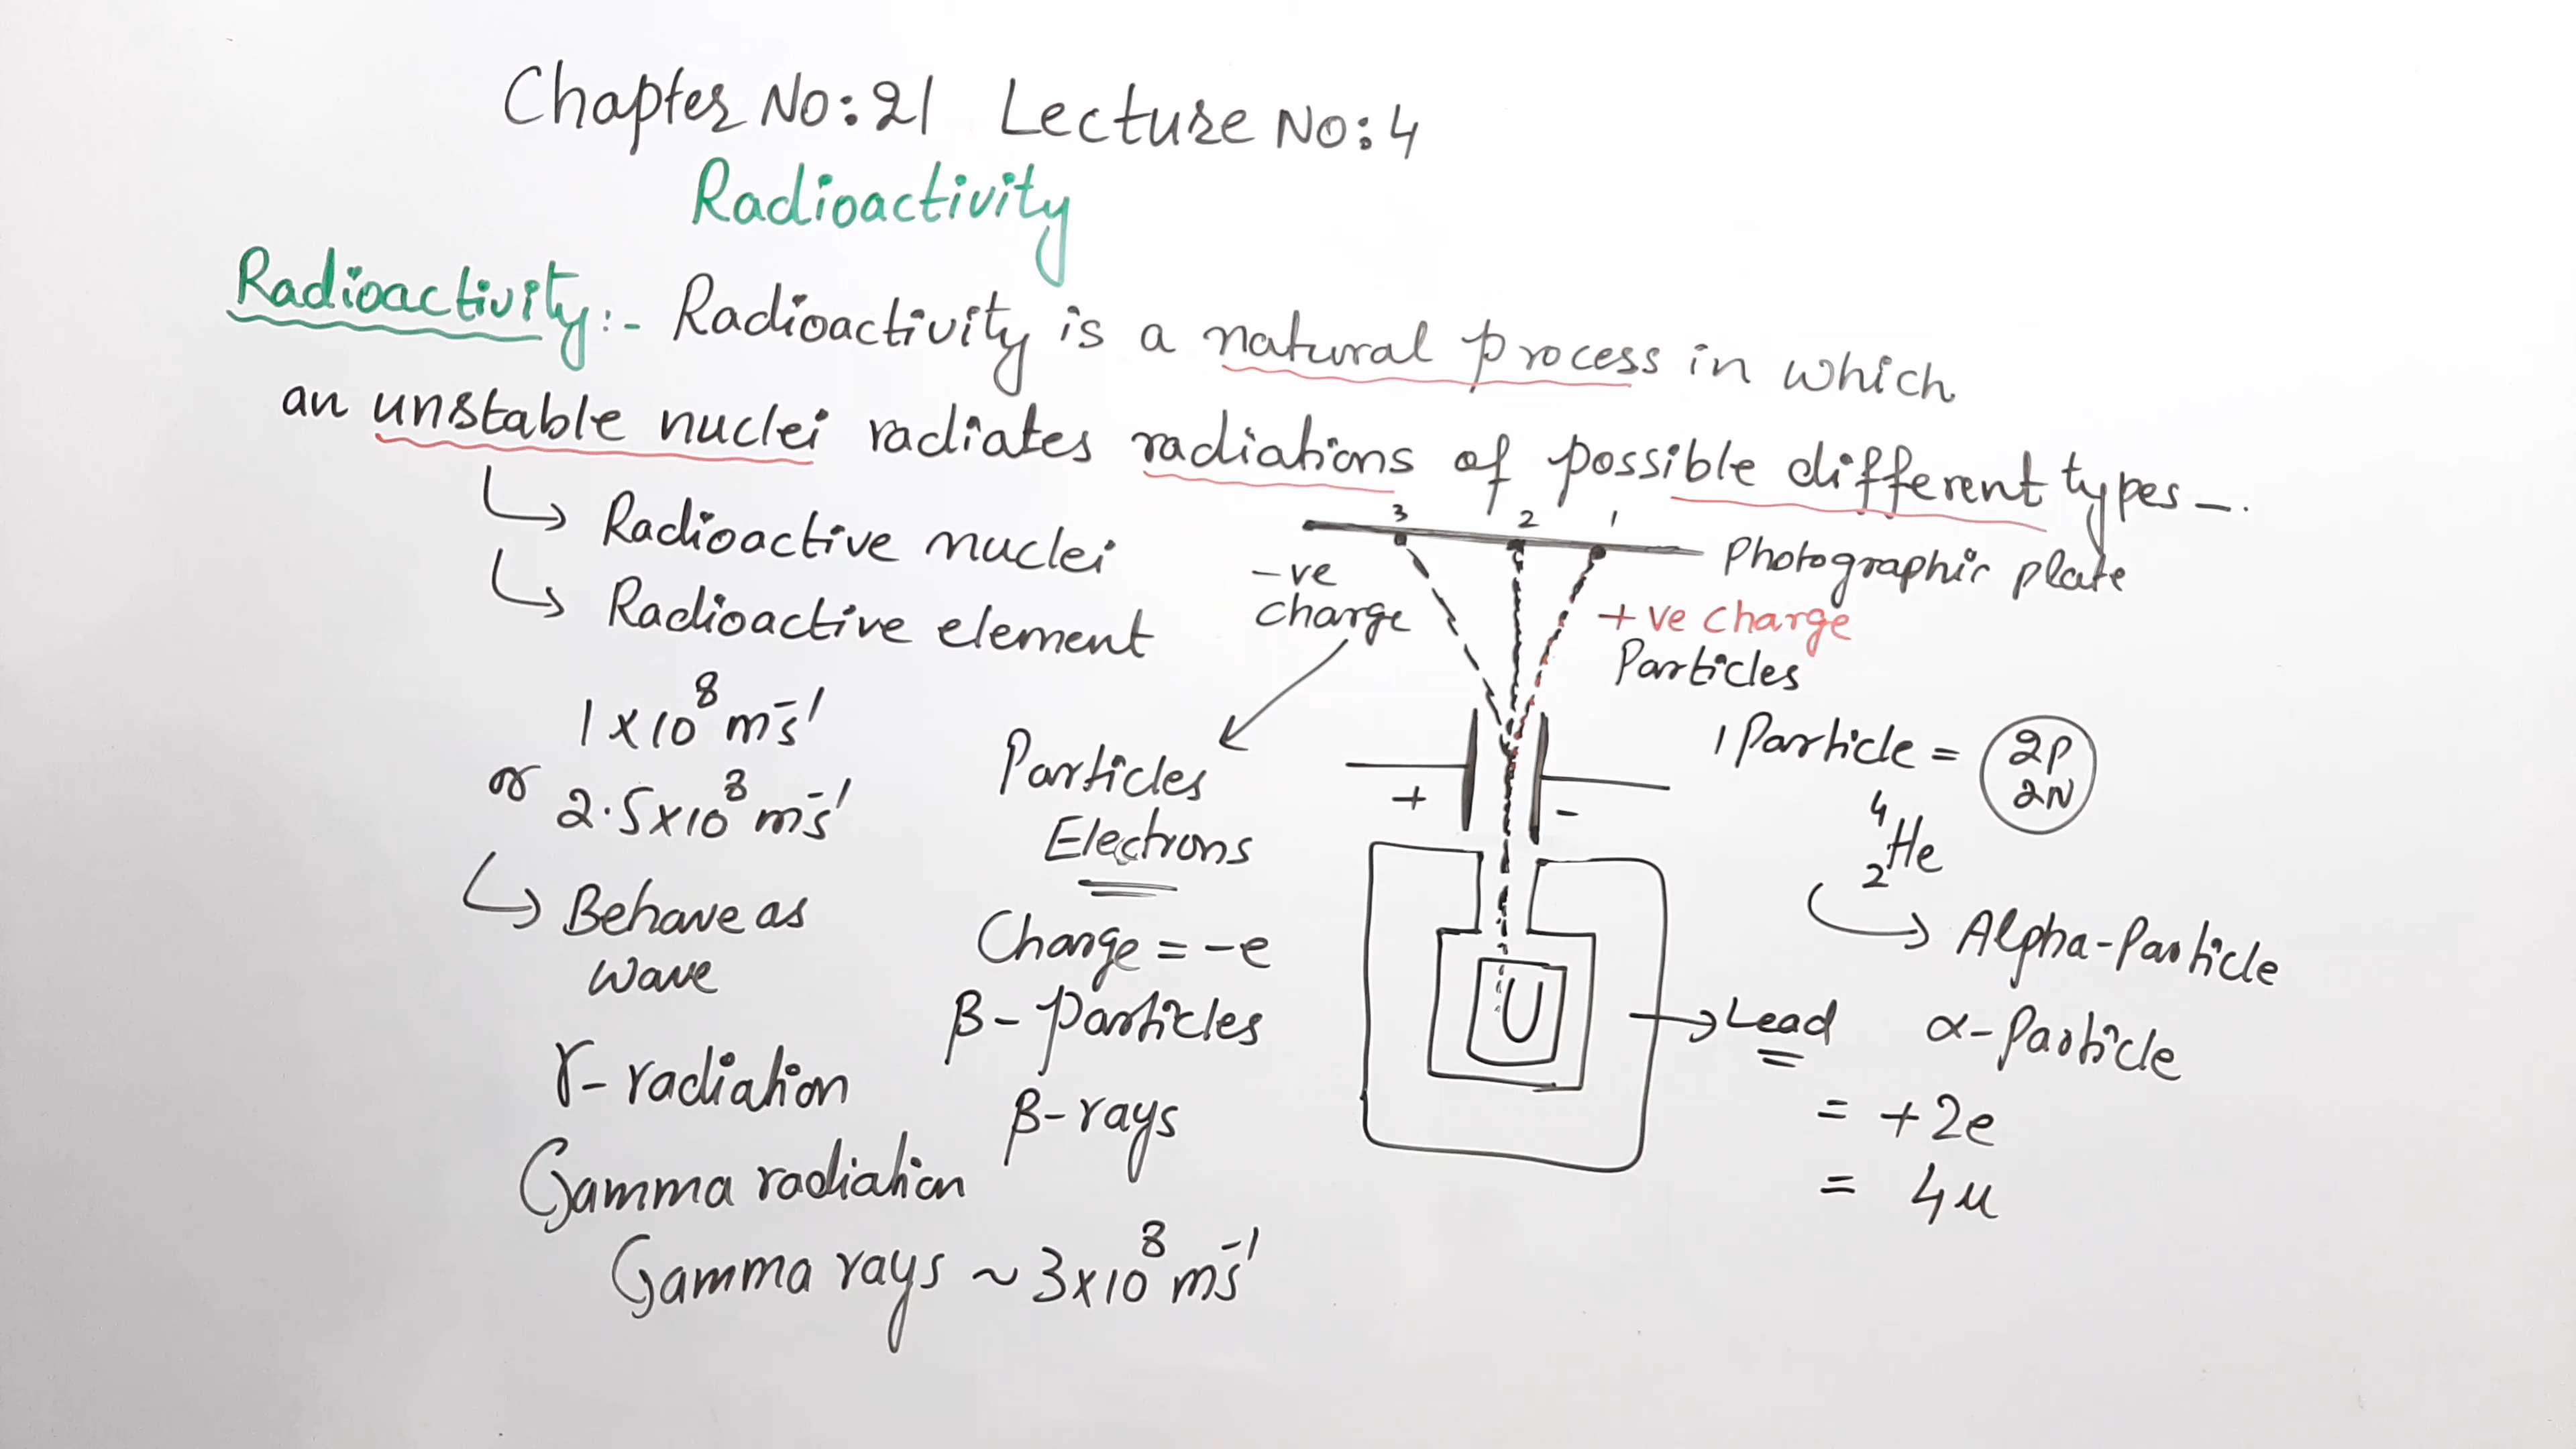 Chapter No:21 Lecture No:4
Radioactivity
Radioactivity:- Radioactivity is a natural process in which
an unstable nuclei radiates radiations of possible different types-.
↳ Radioactive nuclei
↳ Radioactive element
3 2 1
Photographic plate
-ve
charge
+ve charge
Particles
1 Particle = 2P
2N
⁴₂He
↳ Alpha-Particle
α-Particle
= +2e
= 4u
+ -
U
→ Lead
Particles
Electrons
Charge = -e
β- Particles
β-rays
1×10⁸ ms⁻¹
or 2.5×10⁸ ms⁻¹
↳ Behave as
wave
γ- radiation
Gamma radiation
Gamma rays ~ 3×10⁸ ms⁻¹